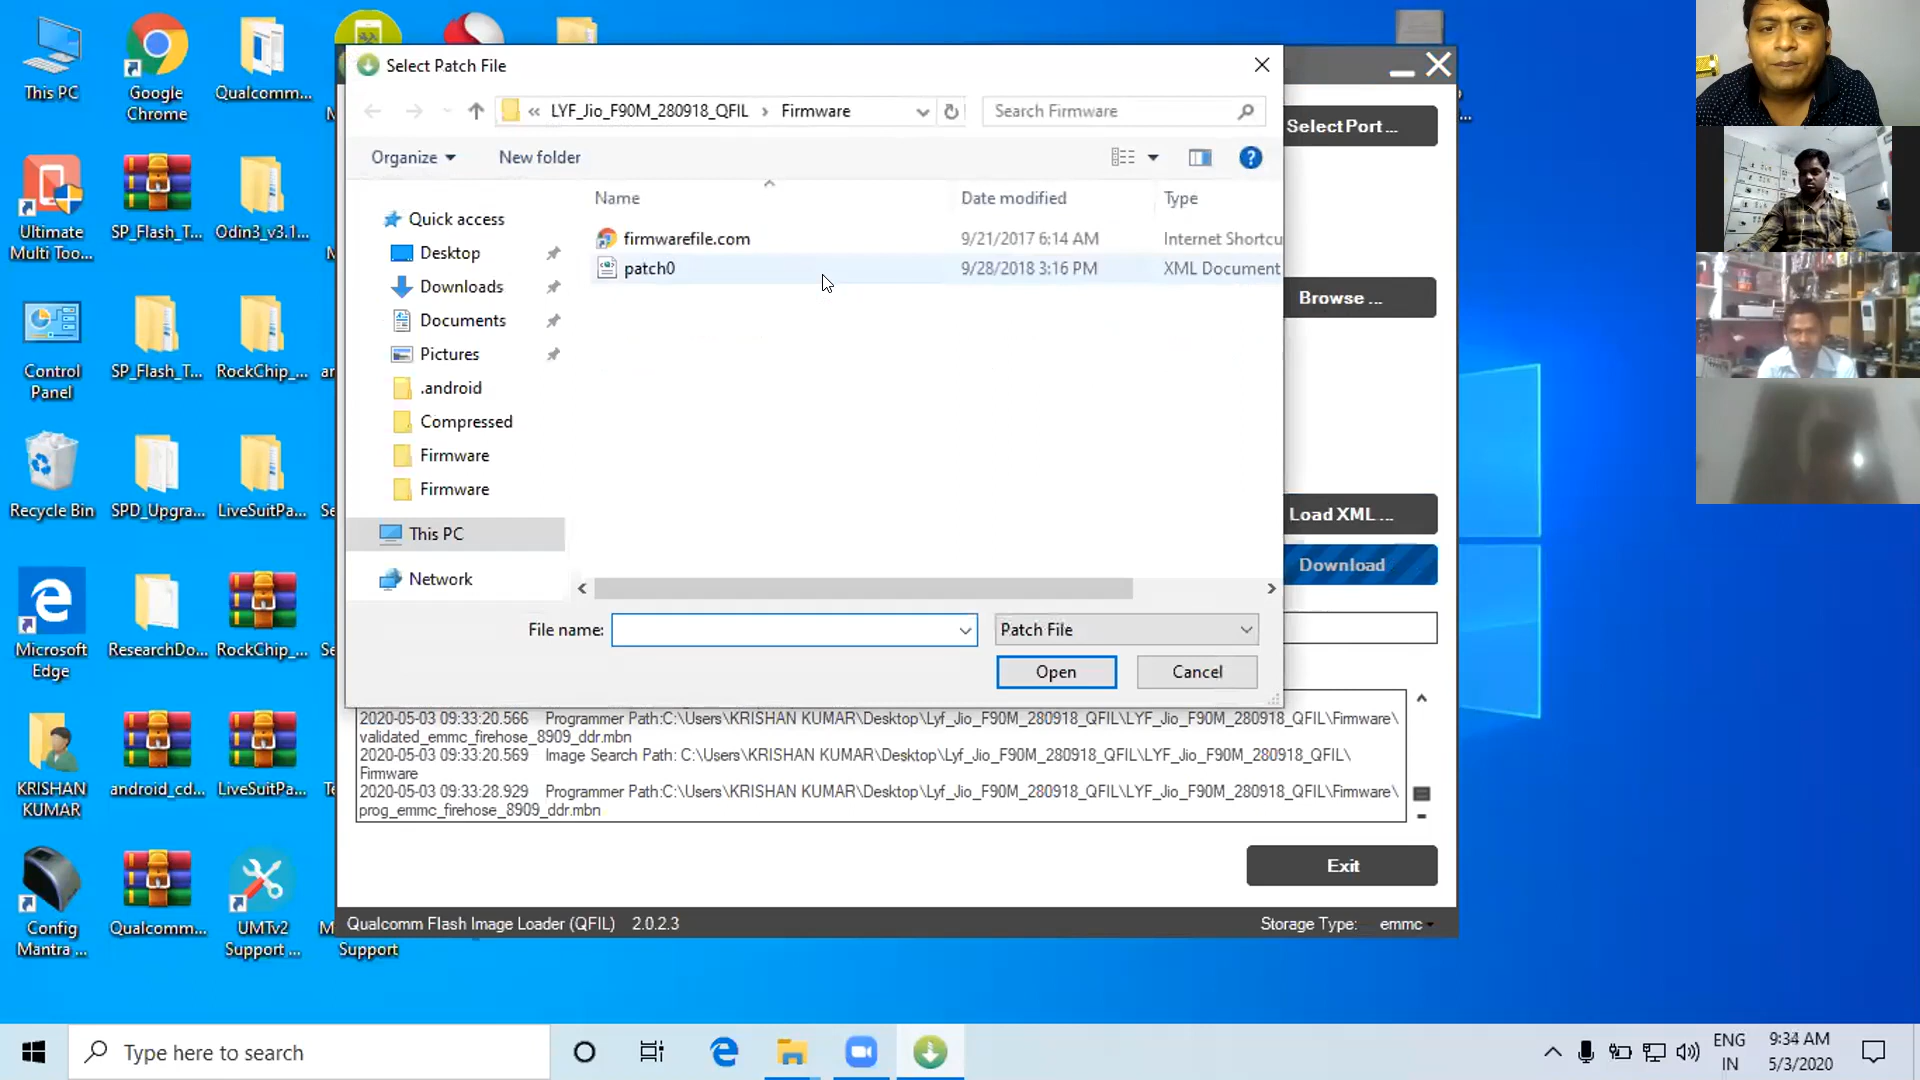 This PC
Google
Chrome
Qualcomm...
Ultimate
Multi Too...
SP_Flash_T...
Odin3_v3.1...
Control
Panel
SP_Flash_T...
RockChip_...
Recycle Bin
SPD_Upgra...
LiveSuitPa...
Microsoft
Edge
ResearchDo...
RockChip_...
KRISHAN
KUMAR
android_cd...
LiveSuitPa...
Config
Mantra ...
Qualcomm...
UMTv2
Support ...
Support
Select Patch File
« LYF_Jio_F90M_280918_QFIL › Firmware
Search Firmware
Organize
New folder
Name
Date modified
Type
firmwarefile.com
9/21/2017 6:14 AM
Internet Shortcu
patch0
9/28/2018 3:16 PM
XML Document
Quick access
Desktop
Downloads
Documents
Pictures
.android
Compressed
Firmware
Firmware
This PC
Network
File name:
Patch File
Open
Cancel
Select Port ...
Browse ...
Load XML ...
Download
2020-05-03 09:33:20.566 Programmer Path:C:\Users\KRISHAN KUMAR\Desktop\Lyf_Jio_F90M_280918_QFIL\LYF_Jio_F90M_280918_QFIL\Firmware\
validated_emmc_firehose_8909_ddr.mbn
2020-05-03 09:33:20.569 Image Search Path: C:\Users\KRISHAN KUMAR\Desktop\Lyf_Jio_F90M_280918_QFIL\LYF_Jio_F90M_280918_QFIL\
Firmware
2020-05-03 09:33:28.929 Programmer Path:C:\Users\KRISHAN KUMAR\Desktop\Lyf_Jio_F90M_280918_QFIL\LYF_Jio_F90M_280918_QFIL\Firmware\
prog_emmc_firehose_8909_ddr.mbn
Exit
Qualcomm Flash Image Loader (QFIL) 2.0.2.3
Storage Type: emmc
Type here to search
ENG
IN
9:34 AM
5/3/2020